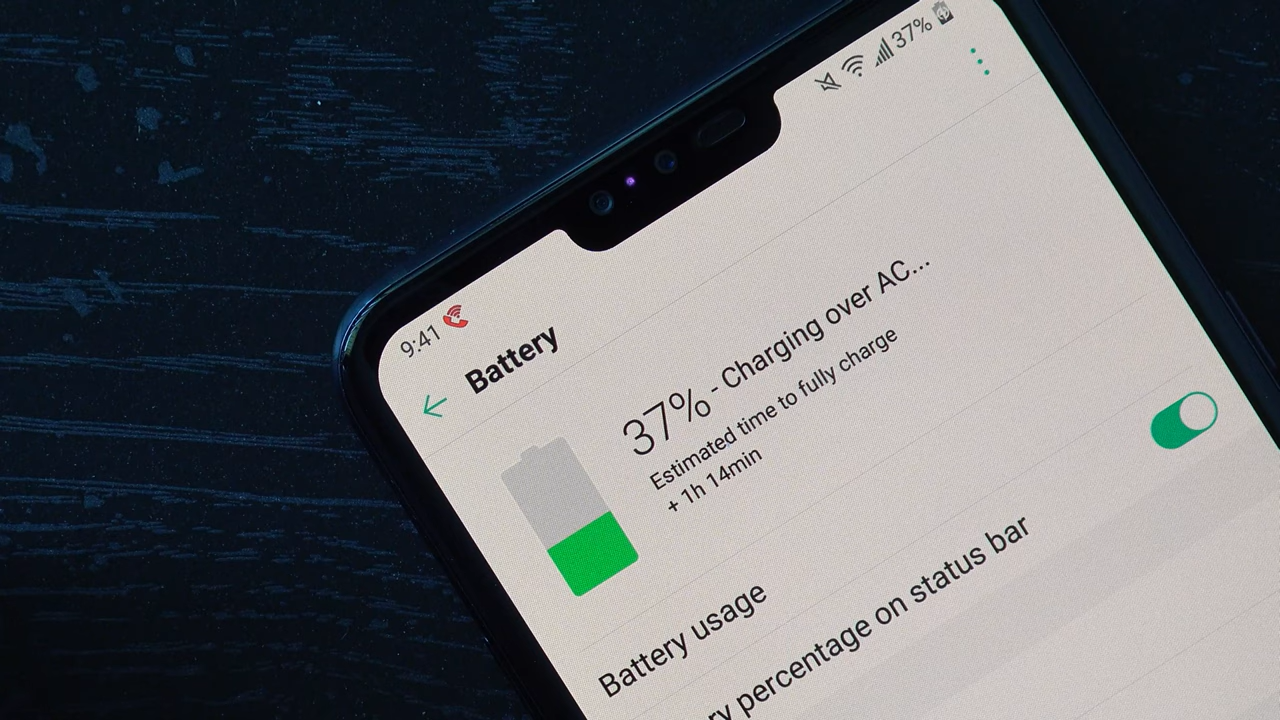 9:41
37%
Battery
37% - Charging over AC...
Estimated time to fully charge
+ 1h 14min
Battery usage
ry percentage on status bar